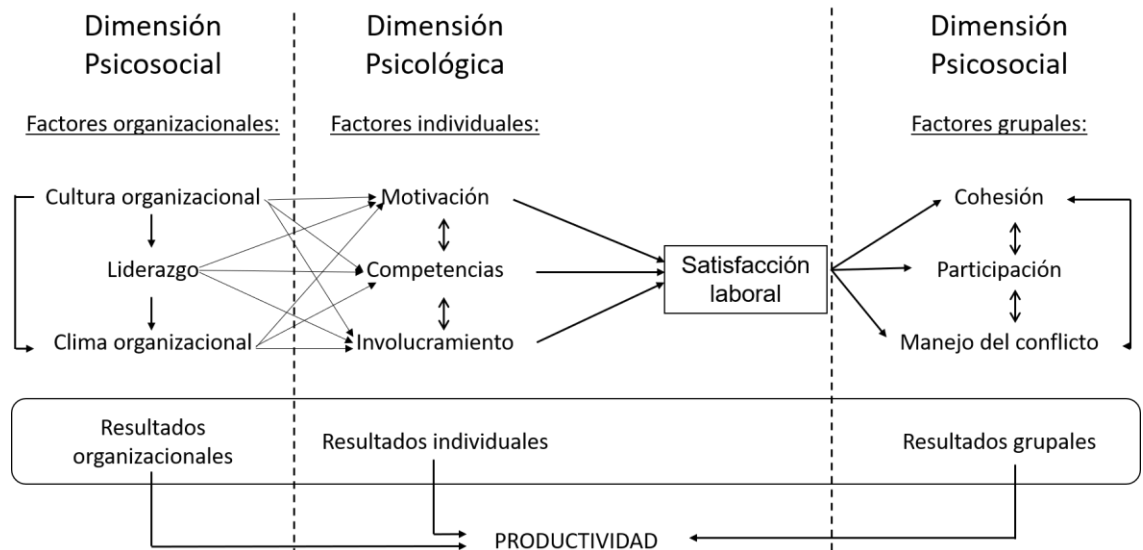 Dimensión
Psicosocial
Dimensión
Psicológica
Dimensión
Psicosocial
Factores organizacionales:
Factores individuales:
Factores grupales:
Cultura organizacional
Motivación
Cohesión
Liderazgo
Competencias
Satisfacción
laboral
Participación
Clima organizacional
Involucramiento
Manejo del conflicto
Resultados
organizacionales
Resultados individuales
Resultados grupales
PRODUCTIVIDAD